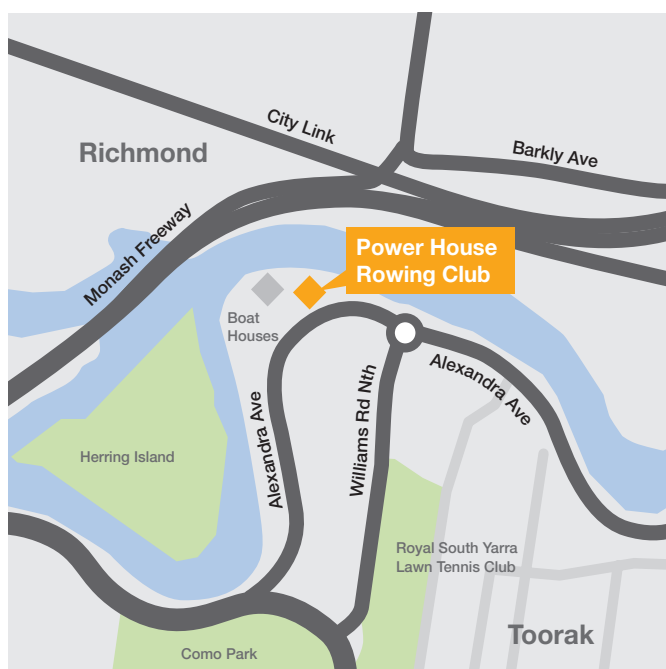 City Link
Richmond
Barkly Ave
Monash Freeway
Power House
Rowing Club
Boat
Houses
Alexandra Ave
Williams Rd Nth
Alexandra Ave
Herring Island
Royal South Yarra
Lawn Tennis Club
Toorak
Como Park